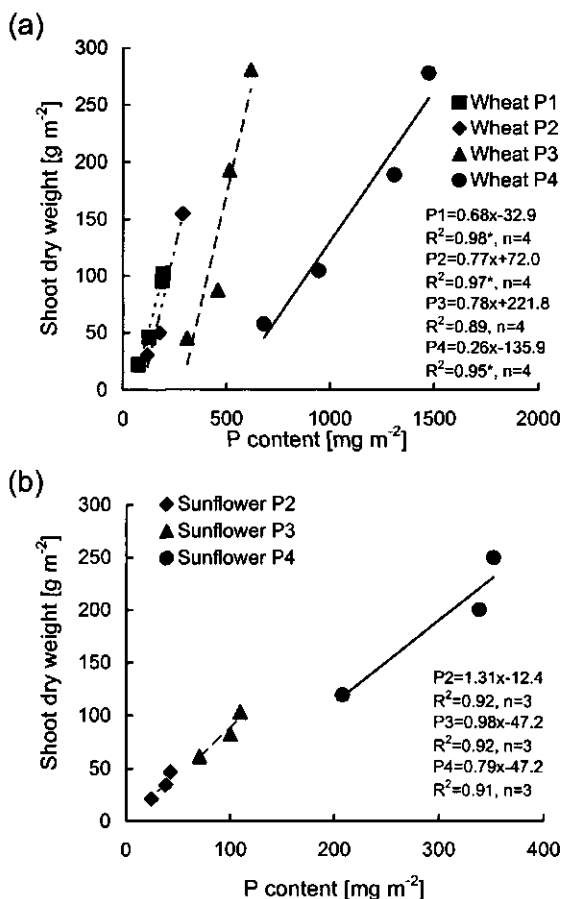 (a)
300
250
200
150
100
50
0
Shoot dry weight [g m-2]
Wheat P1
Wheat P2
Wheat P3
Wheat P4
P1=0.68x-32.9
R2=0.98*, n=4
P2=0.77x+72.0
R2=0.97*, n=4
P3=0.78x+221.8
R2=0.89, n=4
P4=0.26x-135.9
R2=0.95*, n=4
0 500 1000 1500 2000
P content [mg m-2]
(b)
300
250
200
150
100
50
0
Shoot dry weight [g m-2]
Sunflower P2
Sunflower P3
Sunflower P4
P2=1.31x-12.4
R2=0.92, n=3
P3=0.98x-47.2
R2=0.92, n=3
P4=0.79x-47.2
R2=0.91, n=3
0 100 200 300 400
P content [mg m-2]